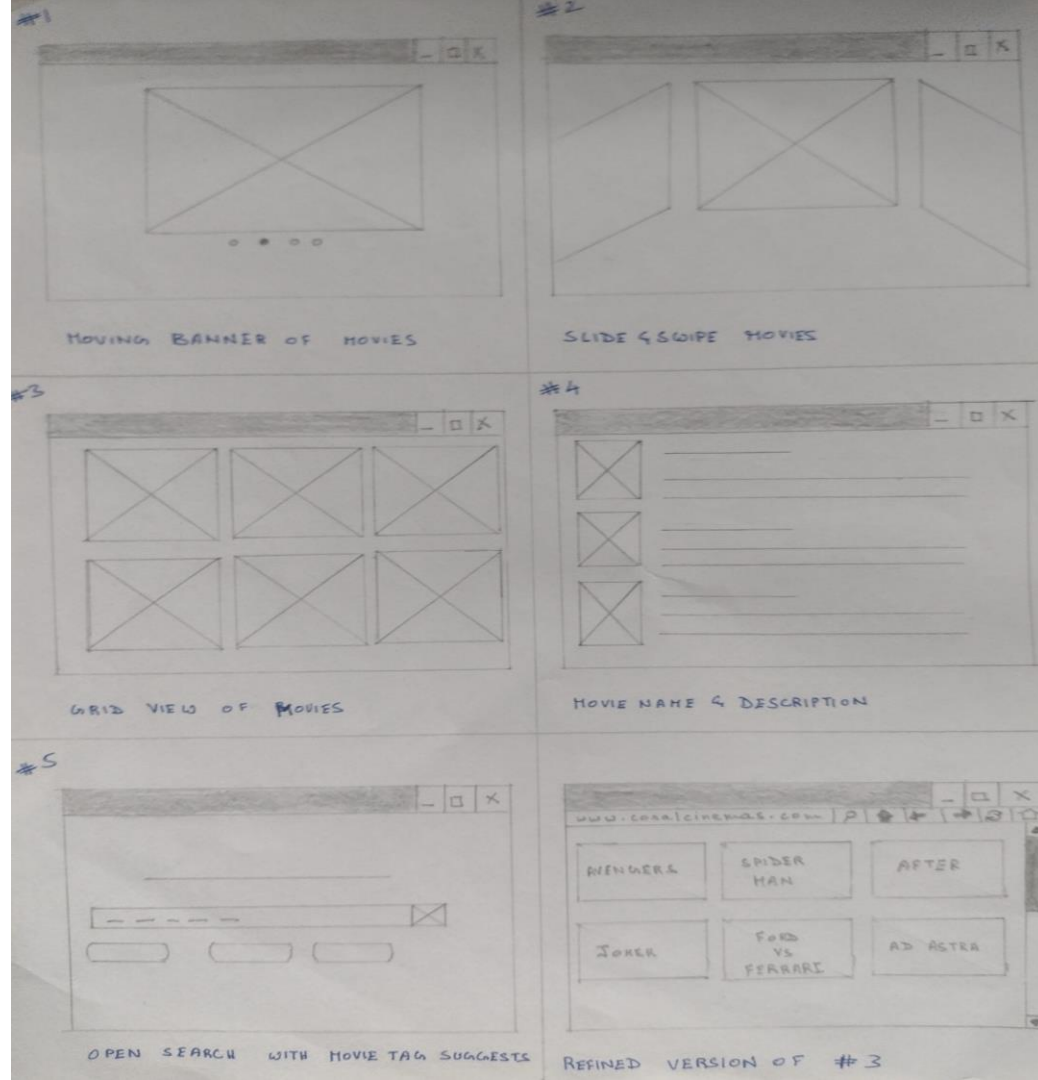 #1
MOVING BANNER OF MOVIES
#2
SLIDE & SWIPE MOVIES
#3
GRID VIEW OF MOVIES
#4
MOVIE NAME & DESCRIPTION
#5
OPEN SEARCH WITH MOVIE TAG SUGGESTS
www.coralcinemas.com
AVENGERS
SPIDER
MAN
AFTER
JOKER
FORD
VS
FERRARI
AD ASTRA
REFINED VERSION OF #3